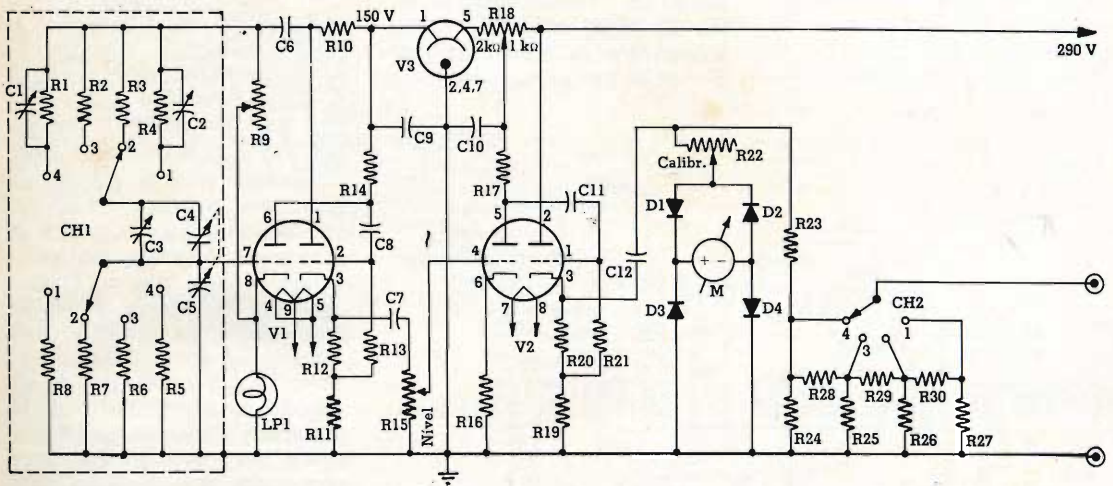 C6
R10
150 V
1
5
R18
2kΩ
1 kΩ
290 V
V3
2,4,7
C1
R1
R2
R3
R4
C2
R9
C9
C10
4
3
2
1
R14
R17
C11
Calibr.
R22
CH1
C3
C4
C5
6
1
C8
5
2
7
2
8
3
4
9
5
V1
4
1
6
3
7
8
V2
C12
D1
D2
+ -
M
D3
D4
R23
CH2
4
3
1
1
2
3
4
R8
R7
R6
R5
LP1
C7
R12
R13
R11
R15
Nivel
~
R16
R20
R21
R19
R28
R29
R30
R24
R25
R26
R27